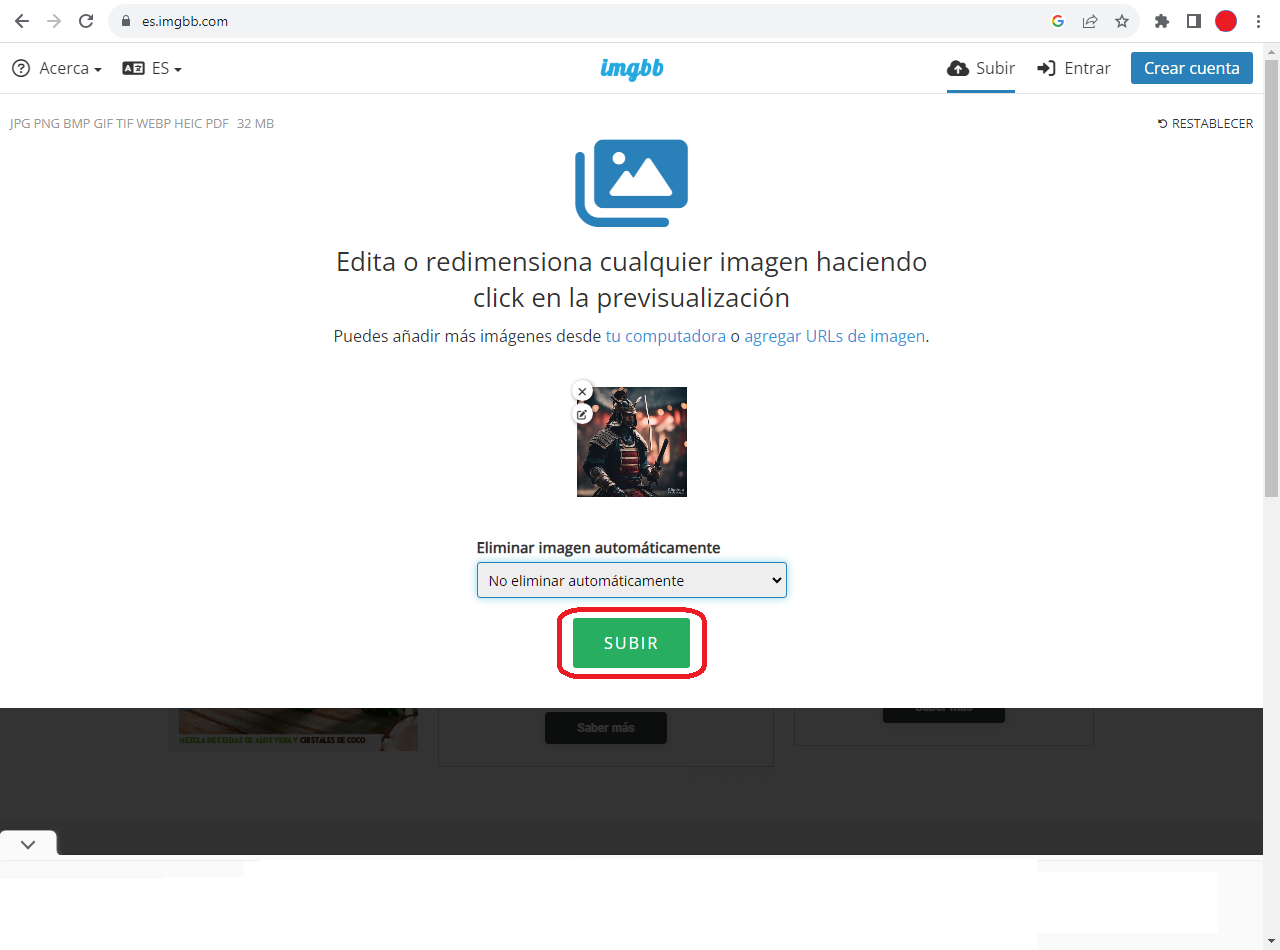 es.imgbb.com
Acerca
ES
imgbb
Subir
Entrar
Crear cuenta
JPG PNG BMP GIF TIF WEBP HEIC PDF 32 MB
RESTABLECER
Edita o redimensiona cualquier imagen haciendo
click en la previsualización
Puedes añadir más imágenes desde tu computadora o agregar URLs de imagen.
Eliminar imagen automáticamente
No eliminar automáticamente
SUBIR
Saber más
Saber más
MEZCLA DE CELDAS DE ALOE VERA Y CIRSTALES DE COCO